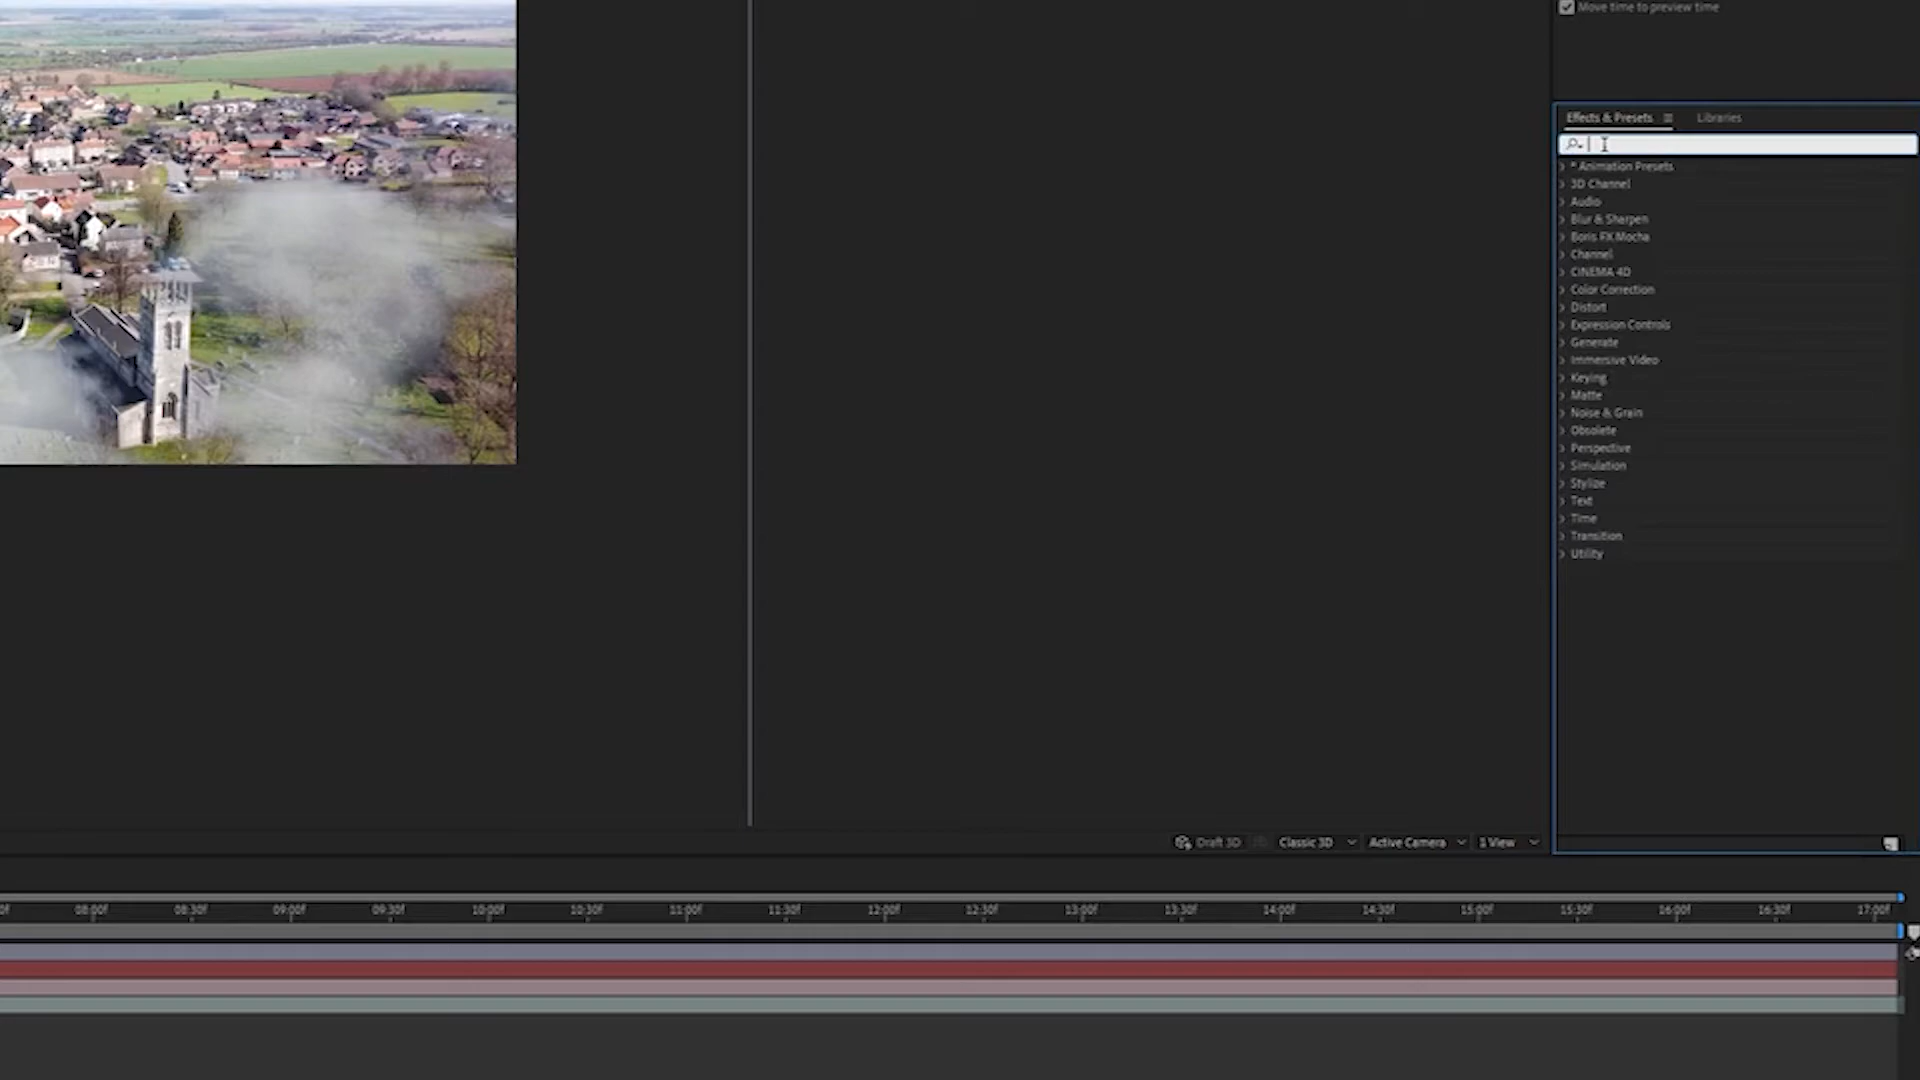 Move time to preview time
Effects & Presets
Libraries
* Animation Presets
3D Channel
Audio
Blur & Sharpen
Boris FX Mocha
Channel
CINEMA 4D
Color Correction
Distort
Expression Controls
Generate
Immersive Video
Keying
Matte
Noise & Grain
Obsolete
Perspective
Simulation
Stylize
Text
Time
Transition
Utility
Draft 3D Classic 3D Active Camera 1 View
08:00f 08:30f 09:00f 09:30f 10:00f 10:30f 11:00f 11:30f 12:00f 12:30f 13:00f 13:30f 14:00f 14:30f 15:00f 15:30f 16:00f 16:30f 17:00f